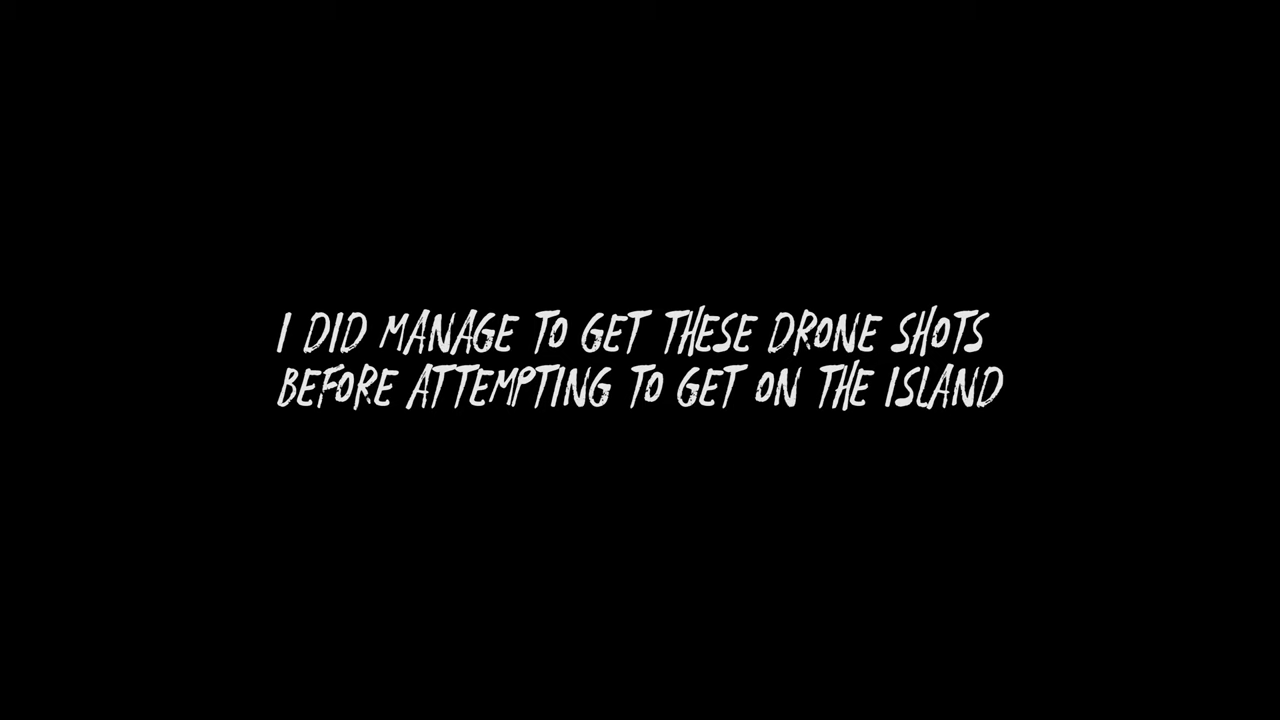 I DID MANAGE TO GET THESE DRONE SHOTS
BEFORE ATTEMPTING TO GET ON THE ISLAND